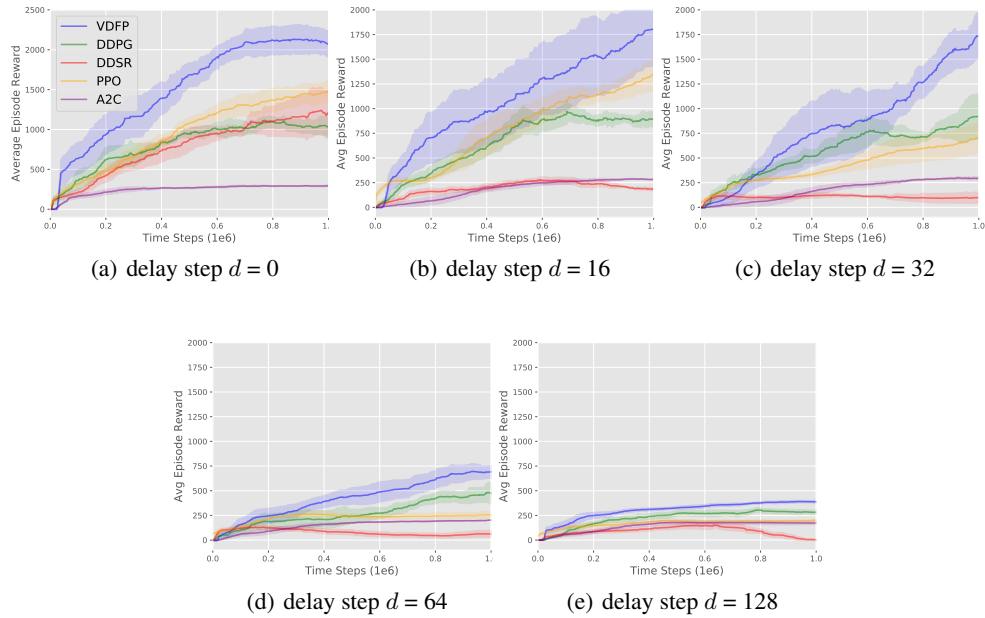 2500
2000
1500
1000
500
0
Average Episode Reward
VDFP
DDPG
DDSR
PPO
A2C
0.0 0.2 0.4 0.6 0.8 1.
Time Steps (1e6)
(a) delay step d = 0
2000
1750
1500
1250
1000
750
500
250
0
Avg Episode Reward
0.0 0.2 0.4 0.6 0.8 1.
Time Steps (1e6)
(b) delay step d = 16
2000
1750
1500
1250
1000
750
500
250
0
Avg Episode Reward
0.0 0.2 0.4 0.6 0.8 1.0
Time Steps (1e6)
(c) delay step d = 32
2000
1750
1500
1250
1000
750
500
250
0
Avg Episode Reward
0.0 0.2 0.4 0.6 0.8 1.
Time Steps (1e6)
(d) delay step d = 64
2000
1750
1500
1250
1000
750
500
250
0
Avg Episode Reward
0.0 0.2 0.4 0.6 0.8 1.0
Time Steps (1e6)
(e) delay step d = 128